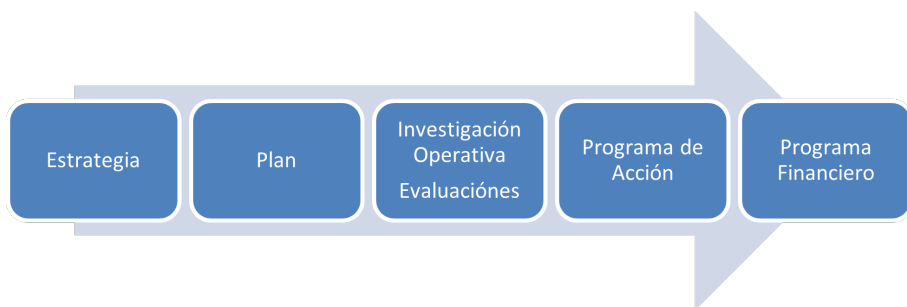 Estrategia
Plan
Investigación
Operativa
Evaluaciónes
Programa de
Acción
Programa
Financiero